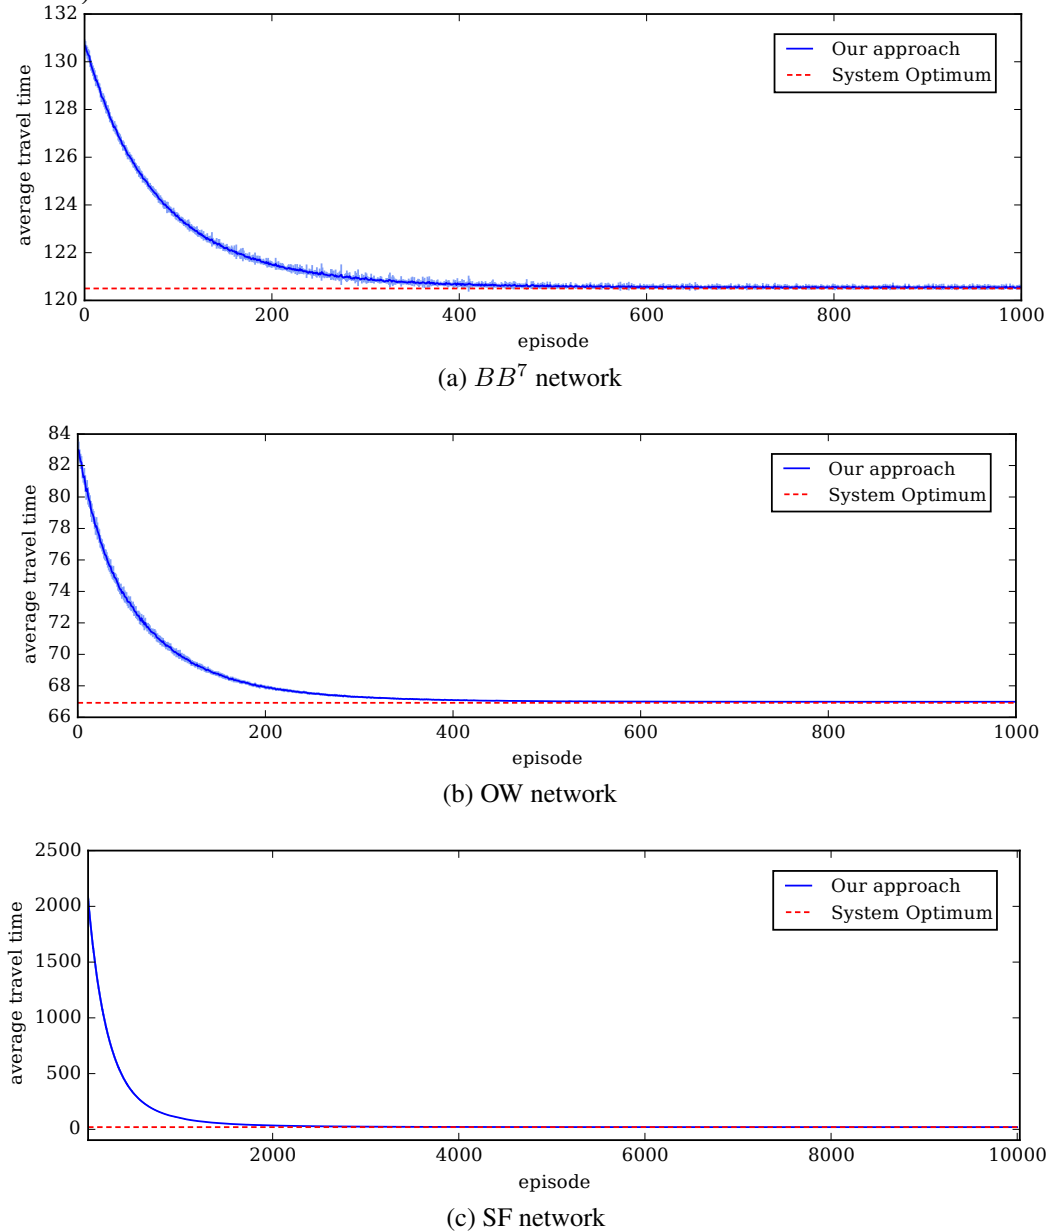 132
130
128
126
124
122
120
average travel time
Our approach
System Optimum
0 200 400 600 800 1000
episode
(a) BB⁷ network
84
82
80
78
76
74
72
70
68
66
average travel time
Our approach
System Optimum
0 200 400 600 800 1000
episode
(b) OW network
2500
2000
1500
1000
500
0
average travel time
Our approach
System Optimum
2000 4000 6000 8000 10000
episode
(c) SF network